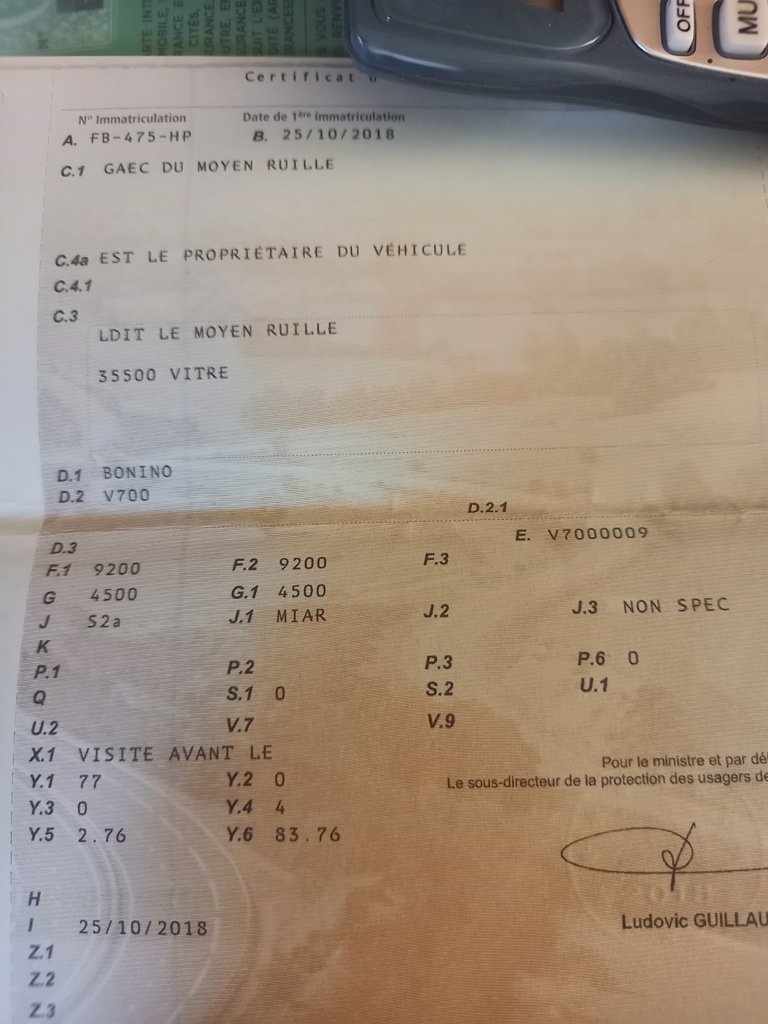 OFF
MU
Certificat d
N° Immatriculation Date de 1ère immatriculation
A. FB-475-HP B. 25/10/2018
C.1 GAEC DU MOYEN RUILLE
C.4a EST LE PROPRIÉTAIRE DU VÉHICULE
C.4.1
C.3
LDIT LE MOYEN RUILLE
35500 VITRE
D.1 BONINO
D.2 V700
D.2.1
D.3 E. V7000009
F.1 9200 F.2 9200 F.3
G 4500 G.1 4500
J S2a J.1 MIAR J.2 J.3 NON SPEC
K
P.1 P.2 P.3 P.6 0
Q S.1 0 S.2 U.1
U.2 V.7 V.9
X.1 VISITE AVANT LE
Y.1 77 Y.2 0
Y.3 0 Y.4 4
Y.5 2.76 Y.6 83.76
Pour le ministre et par dé
Le sous-directeur de la protection des usagers de
Ludovic GUILLAU
H
I 25/10/2018
Z.1
Z.2
Z.3